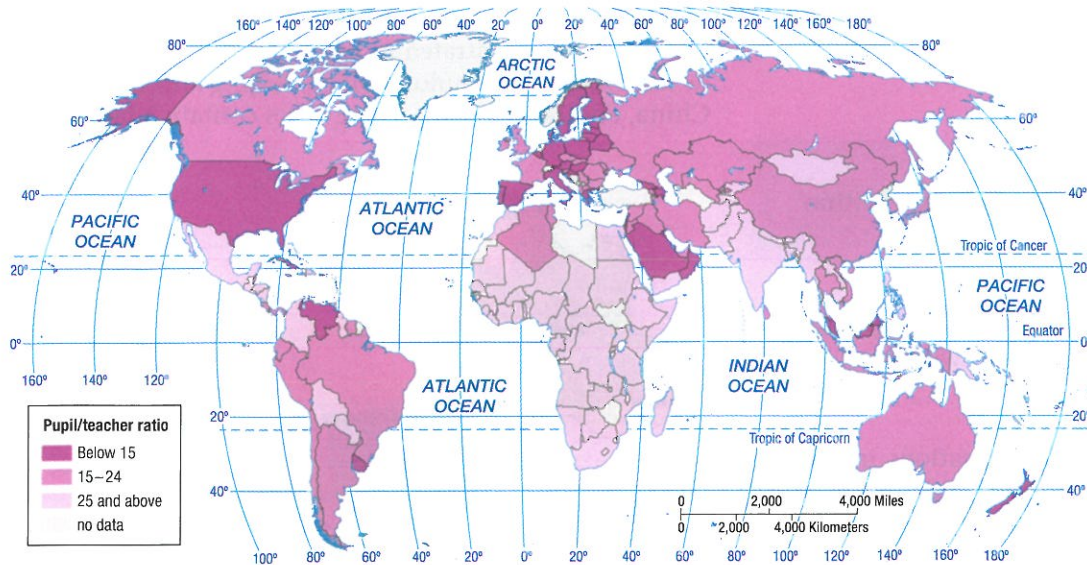 160° 140° 120° 100° 80° 60° 40° 20° 0° 20° 40° 60° 80° 100° 120° 140° 160°
80° 80°
ARCTIC
OCEAN
60° 60°
40° 40°
PACIFIC
OCEAN
ATLANTIC
OCEAN
Tropic of Cancer
20° 20°
PACIFIC
OCEAN
Equator
0° 0°
160° 140° 120°
ATLANTIC
OCEAN
INDIAN
OCEAN
20° 20°
Tropic of Capricorn
40° 40°
Pupil/teacher ratio
Below 15
15–24
25 and above
no data
0 2,000 4,000 Miles
0 2,000 4,000 Kilometers
100° 80° 60° 40° 20° 0° 20° 40° 60° 80° 100° 120° 140° 160° 180°